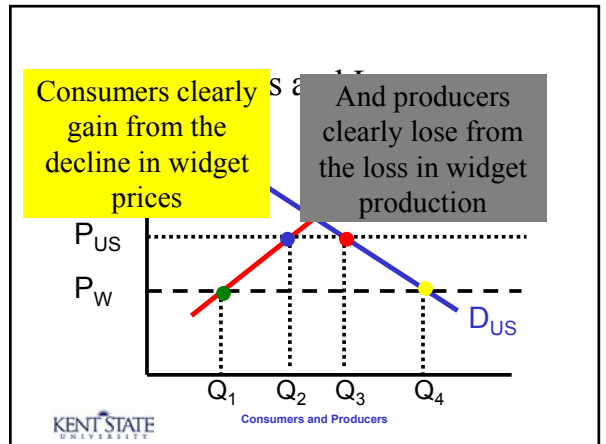 Consumers clearly
gain from the
decline in widget
prices
And producers
clearly lose from
the loss in widget
production
P_US
P_W
D_US
Q_1 Q_2 Q_3 Q_4
KENT STATE
UNIVERSITY
Consumers and Producers